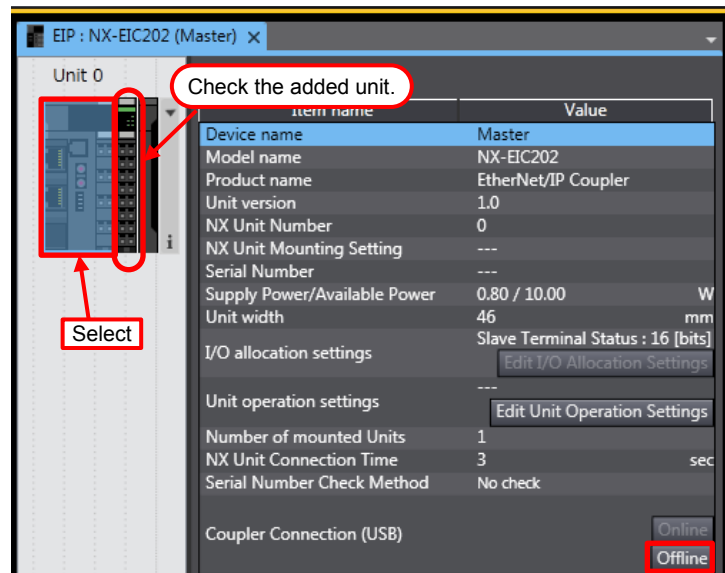 EIP : NX-EIC202 (Master)
Unit 0
Check the added unit.
Item name Value
Device name Master
Model name NX-EIC202
Product name EtherNet/IP Coupler
Unit version 1.0
NX Unit Number 0
NX Unit Mounting Setting ---
Serial Number ---
Supply Power/Available Power 0.80 / 10.00 W
Unit width 46 mm
I/O allocation settings Slave Terminal Status : 16 [bits]
Edit I/O Allocation Settings
Unit operation settings ---
Edit Unit Operation Settings
Number of mounted Units 1
NX Unit Connection Time 3 sec
Serial Number Check Method No check
Coupler Connection (USB) Online
Offline
Select
i